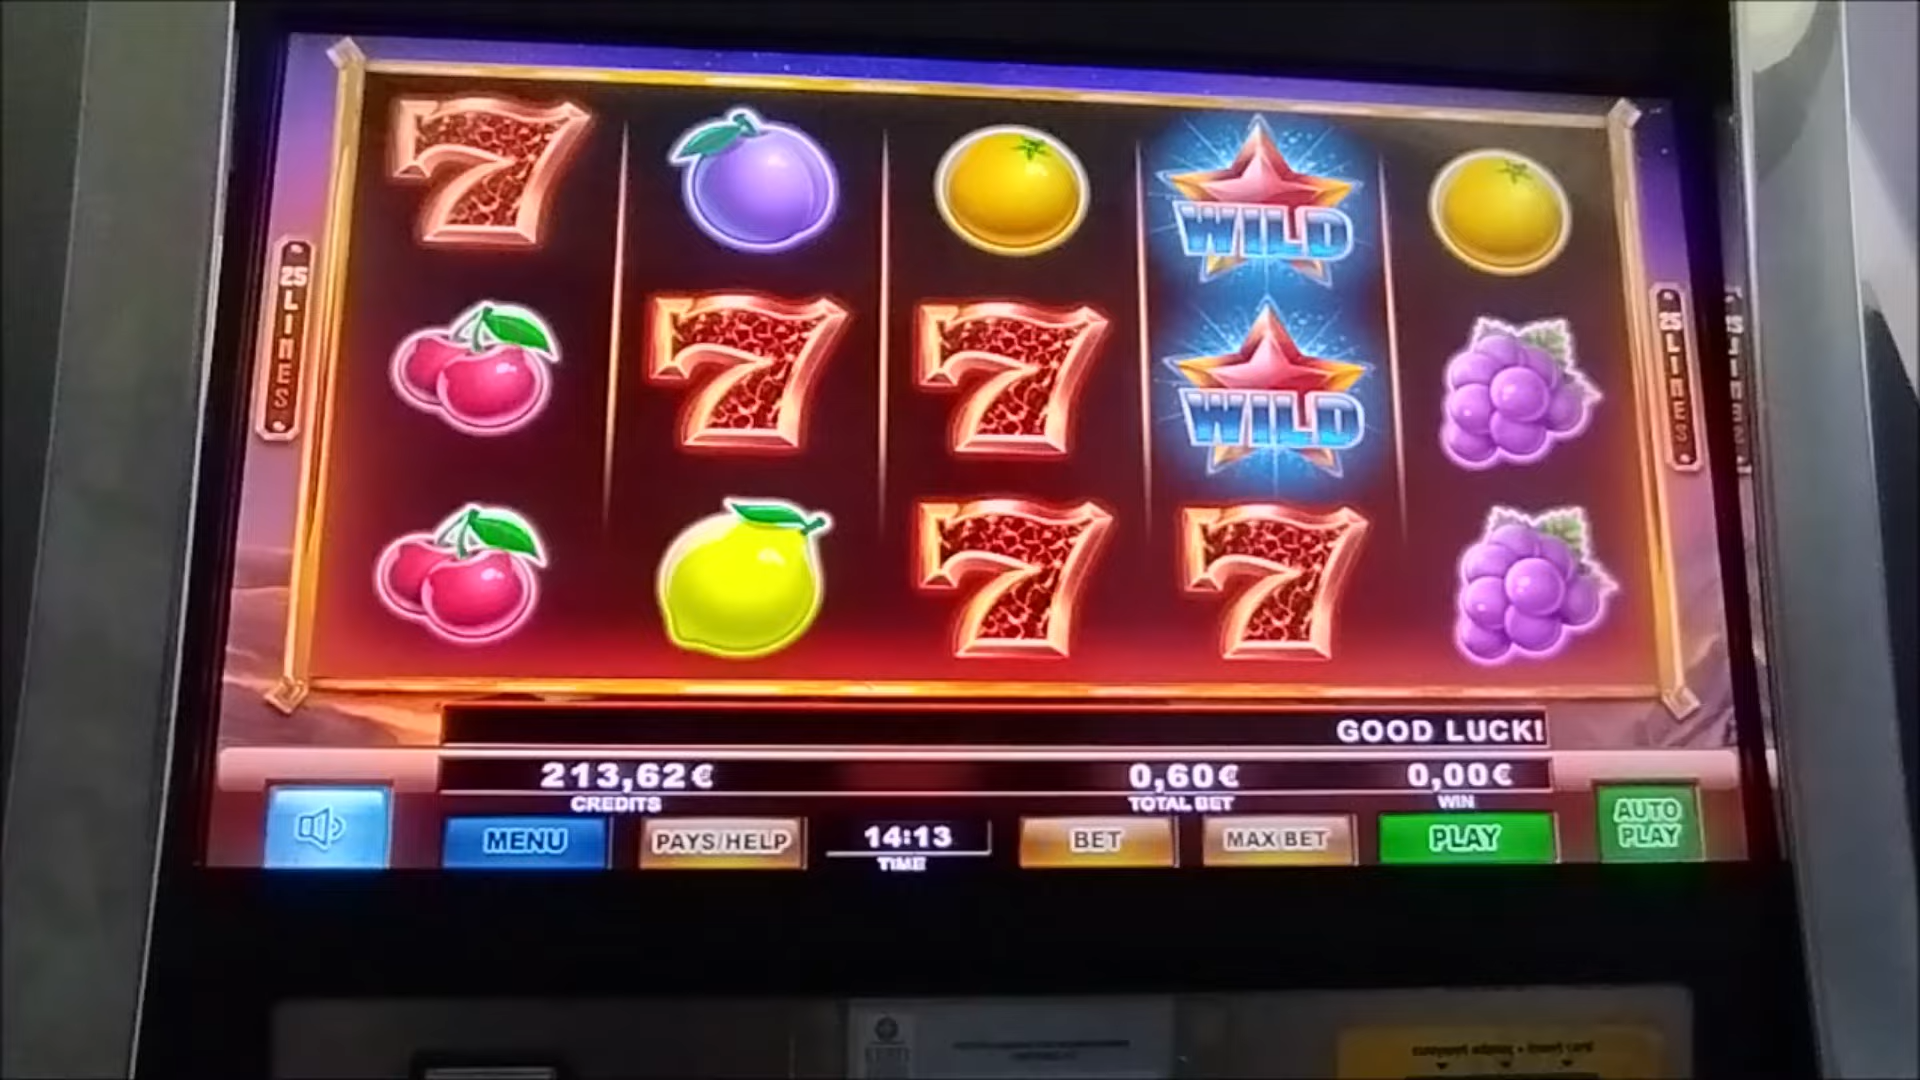 WILD
25 LINES
WILD
25 LINES
GOOD LUCK!
213,62€
0,60€
0,00€
CREDITS
TOTAL BET
WIN
MENU
PAYS/HELP
14:13
TIME
BET
MAX BET
PLAY
AUTO
PLAY